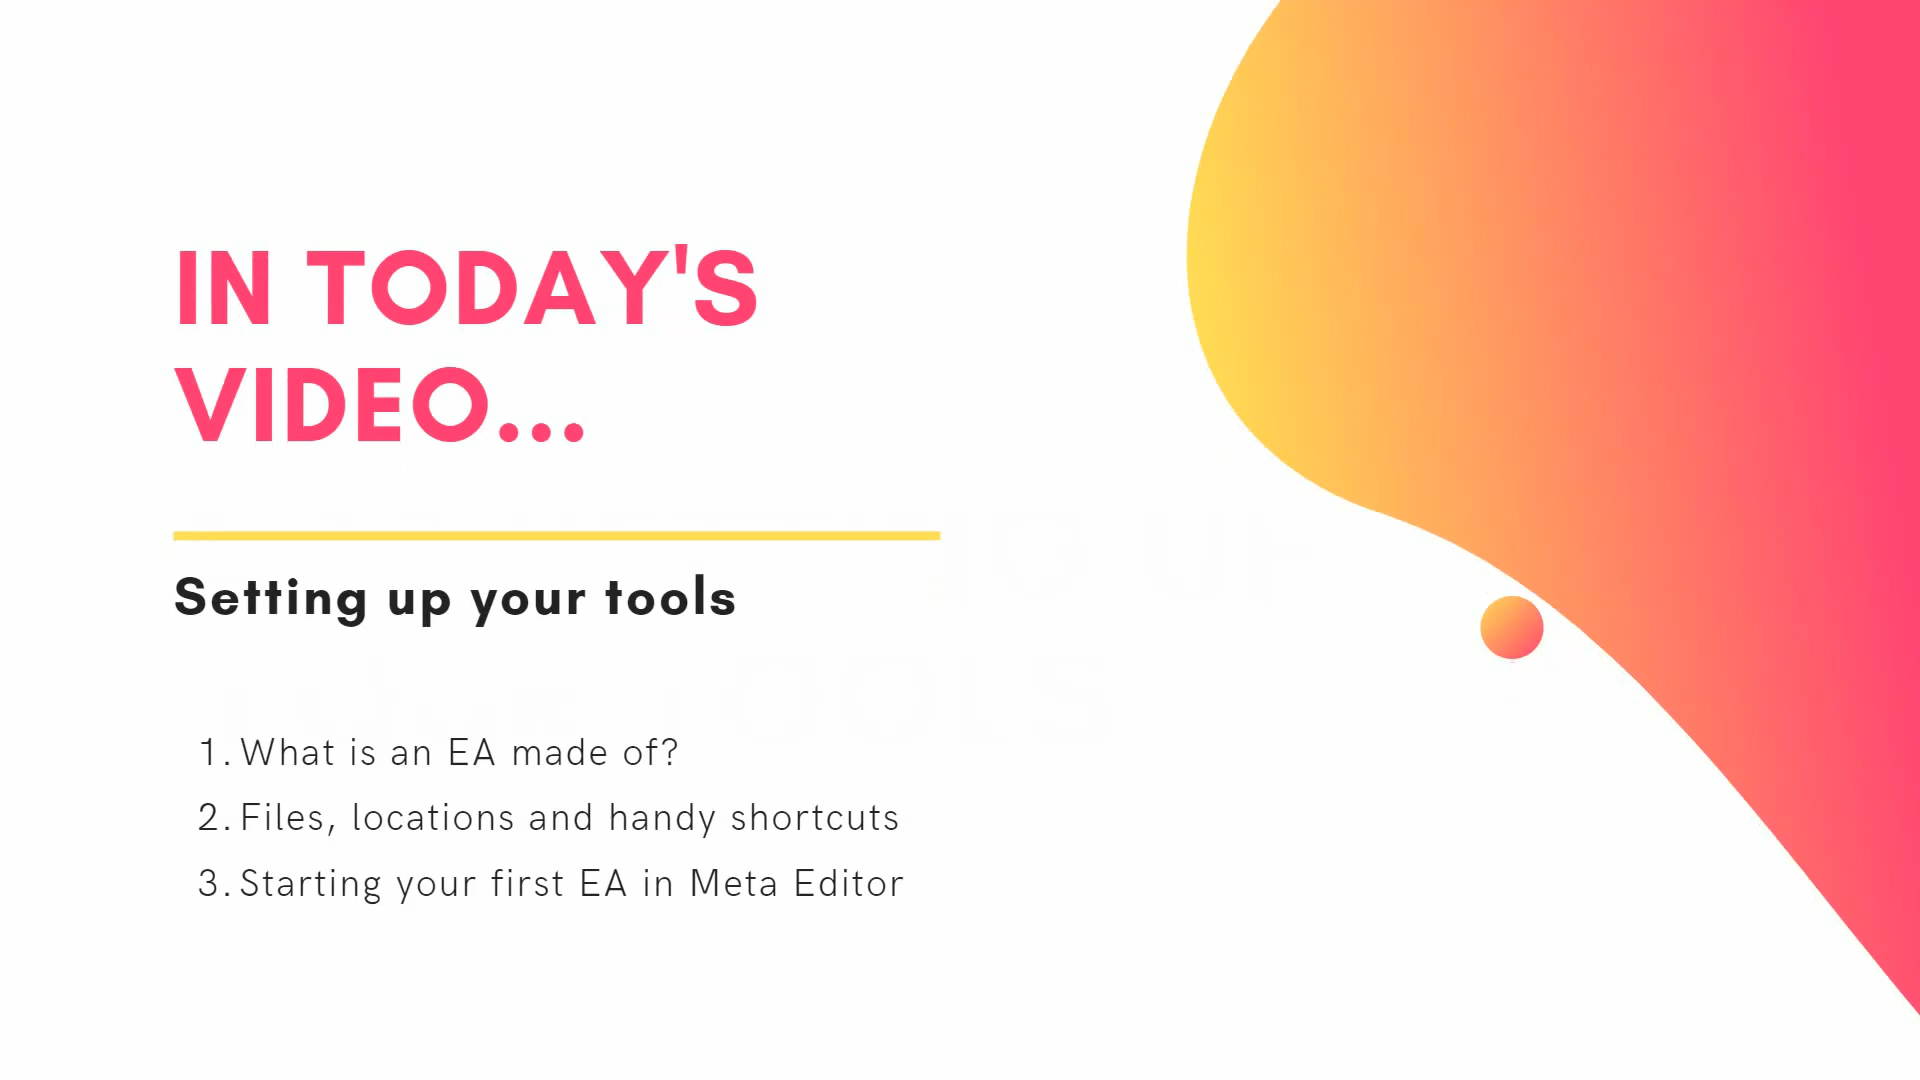 IN TODAY'S
VIDEO...
Setting up your tools
1. What is an EA made of?
2. Files, locations and handy shortcuts
3. Starting your first EA in Meta Editor